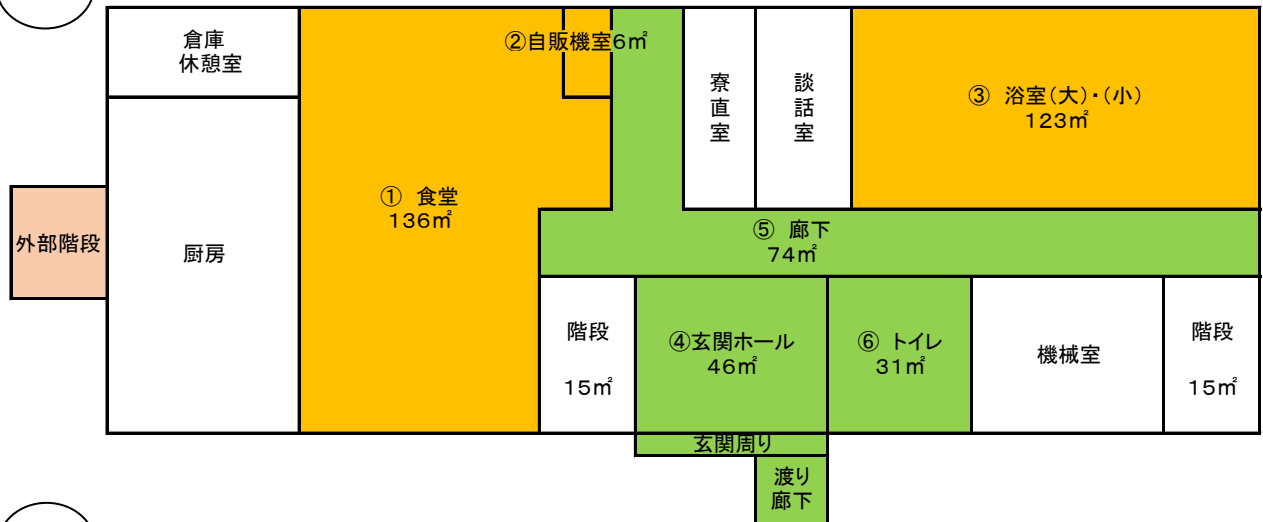 倉庫
休憩室
②自販機室6㎡
寮直室
談話室
③ 浴室(大)・(小)
123㎡
① 食堂
136㎡
外部階段
厨房
⑤ 廊下
74㎡
階段
15㎡
④玄関ホール
46㎡
⑥ トイレ
31㎡
機械室
階段
15㎡
玄関周り
渡り
廊下